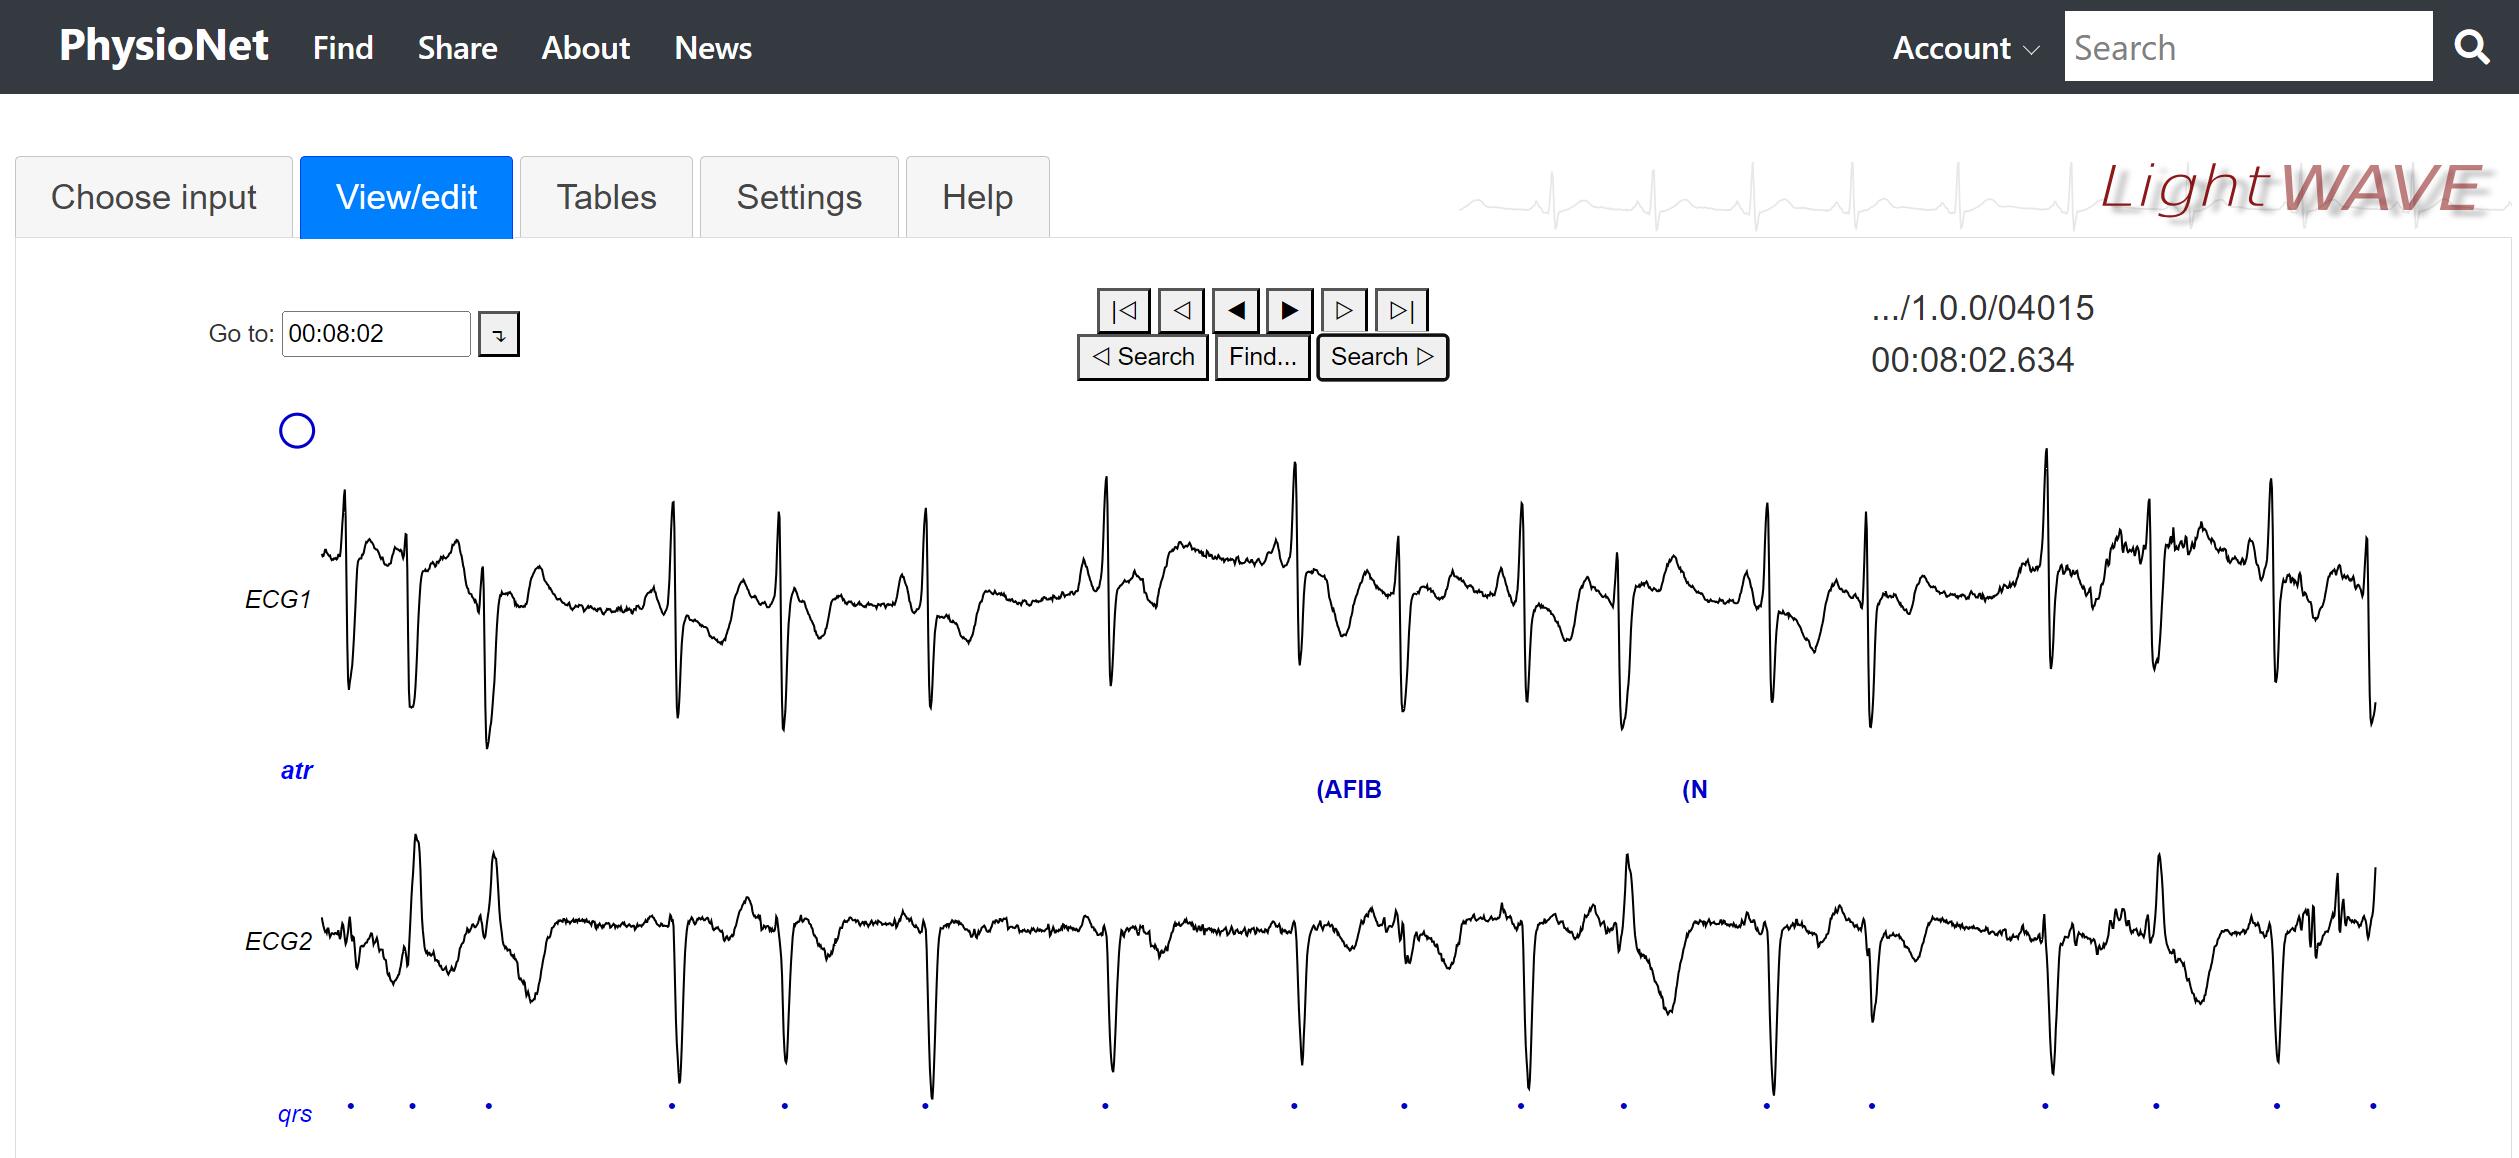 PhysioNet Find Share About News Account Search
Choose input View/edit Tables Settings Help LightWAVE
Go to: 00:08:02
◁ Search Find... Search ▷
.../1.0.0/04015
00:08:02.634
ECG1
atr (AFIB (N
ECG2
qrs